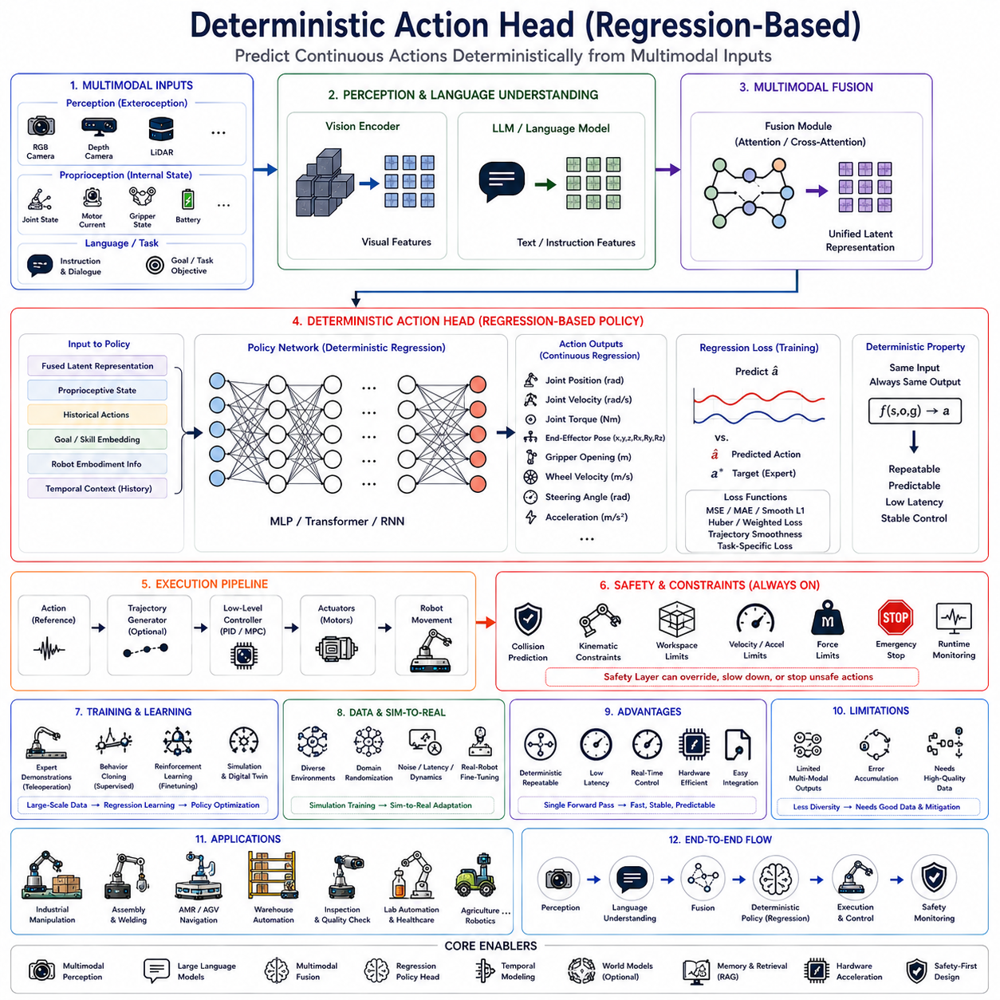 Deterministic Action Head (Regression-Based)
Predict Continuous Actions Deterministically from Multimodal Inputs
1. MULTIMODAL INPUTS
Perception (Exteroception)
RGB
Camera
Depth
Camera
LiDAR
...
Proprioception (Internal State)
Joint State
Motor
Current
Gripper
State
Battery
...
Language / Task
Instruction
& Dialogue
Goal / Task
Objective
2. PERCEPTION & LANGUAGE UNDERSTANDING
Vision Encoder
Visual Features
LLM / Language Model
Text / Instruction Features
3. MULTIMODAL FUSION
Fusion Module
(Attention / Cross-Attention)
Unified Latent
Representation
4. DETERMINISTIC ACTION HEAD (REGRESSION-BASED POLICY)
Input to Policy
Fused Latent Representation
Proprioceptive State
Historical Actions
Goal / Skill Embedding
Robot Embodiment Info
Temporal Context (History)
Policy Network (Deterministic Regression)
...
...
...
...
...
MLP / Transformer / RNN
Action Outputs
(Continuous Regression)
Joint Position (rad)
Joint Velocity (rad/s)
Joint Torque (Nm)
End-Effector Pose (x,y,z,Rx,Ry,Rz)
Gripper Opening (m)
Wheel Velocity (m/s)
Steering Angle (rad)
Acceleration (m/s²)
...
Regression Loss (Training)
Predict â
vs.
â Predicted Action
a* Target (Expert)
Loss Functions
MSE / MAE / Smooth L1
Huber / Weighted Loss
Trajectory Smoothness
Task-Specific Loss
Deterministic Property
Same Input
Always Same Output
f(s,o,g) → a
Repeatable
Predictable
Low Latency
Stable Control
5. EXECUTION PIPELINE
Action
(Reference)
Trajectory
Generator
(Optional)
Low-Level
Controller
(PID / MPC)
Actuators
(Motors)
Robot
Movement
6. SAFETY & CONSTRAINTS (ALWAYS ON)
Collision
Prediction
Kinematic
Constraints
Workspace
Limits
Velocity / Accel
Limits
m
Force
Limits
STOP
Emergency
Stop
Runtime
Monitoring
Safety Layer can override, slow down, or stop unsafe actions
7. TRAINING & LEARNING
Expert
Demonstrations
(Teleoperation)
Behavior
Cloning
(Supervised)
Reinforcement
Learning
(Finetuning)
Simulation
& Digital Twin
Large-Scale Data → Regression Learning → Policy Optimization
8. DATA & SIM-TO-REAL
Diverse
Environments
Domain
Randomization
Noise / Latency /
Dynamics
Real-Robot
Fine-Tuning
Simulation Training → Sim-to-Real Adaptation
9. ADVANTAGES
Deterministic
Repeatable
Low
Latency
Real-Time
Control
Hardware
Efficient
Easy
Integration
Single Forward Pass → Fast, Stable, Predictable
10. LIMITATIONS
Limited
Multi-Modal
Outputs
Error
Accumulation
Needs
High-Quality
Data
Less Diversity → Needs Good Data & Mitigation
11. APPLICATIONS
Industrial
Manipulation
Assembly
& Welding
AMR / AGV
Navigation
Warehouse
Automation
Inspection
& Quality Check
Lab Automation
& Healthcare
Agriculture
Robotics
...
12. END-TO-END FLOW
Perception
Language
Understanding
Fusion
Deterministic
Policy (Regression)
Execution
& Control
Safety
Monitoring
CORE ENABLERS
Multimodal
Perception
Large Language
Models
Multimodal
Fusion
Regression
Policy Head
Temporal
Modeling
World Models
(Optional)
Memory & Retrieval
(RAG)
Hardware
Acceleration
Safety-First
Design